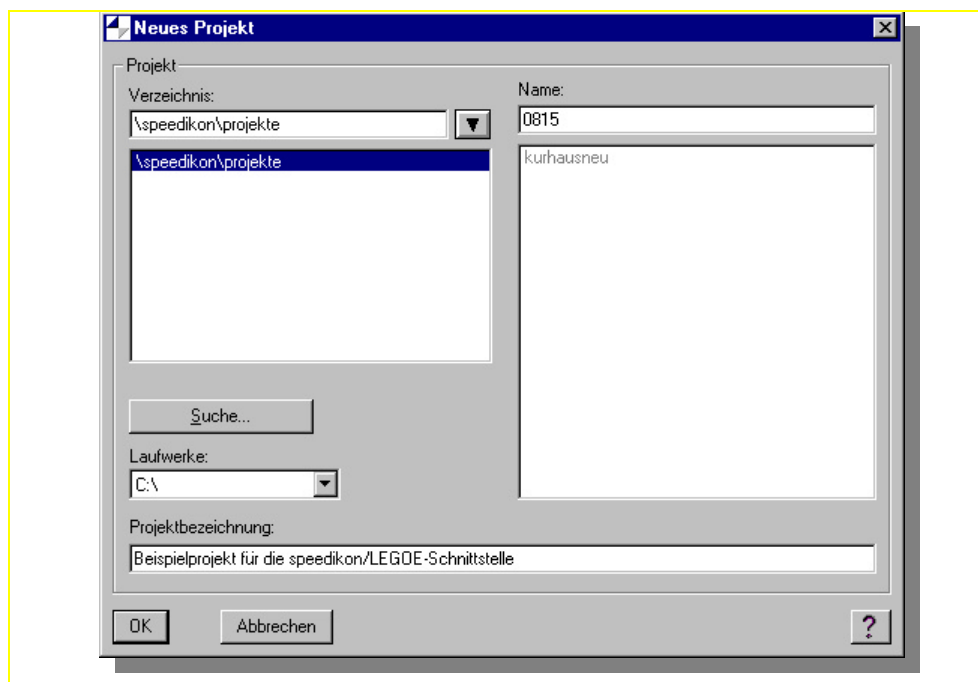 Neues Projekt
Projekt
Verzeichnis:
\speedikon\projekte
\speedikon\projekte
Name:
0815
kurhausneu
Suche...
Laufwerke:
C:\
Projektbezeichnung:
Beispielprojekt für die speedikon/LEGOE-Schnittstelle
OK
Abbrechen
?